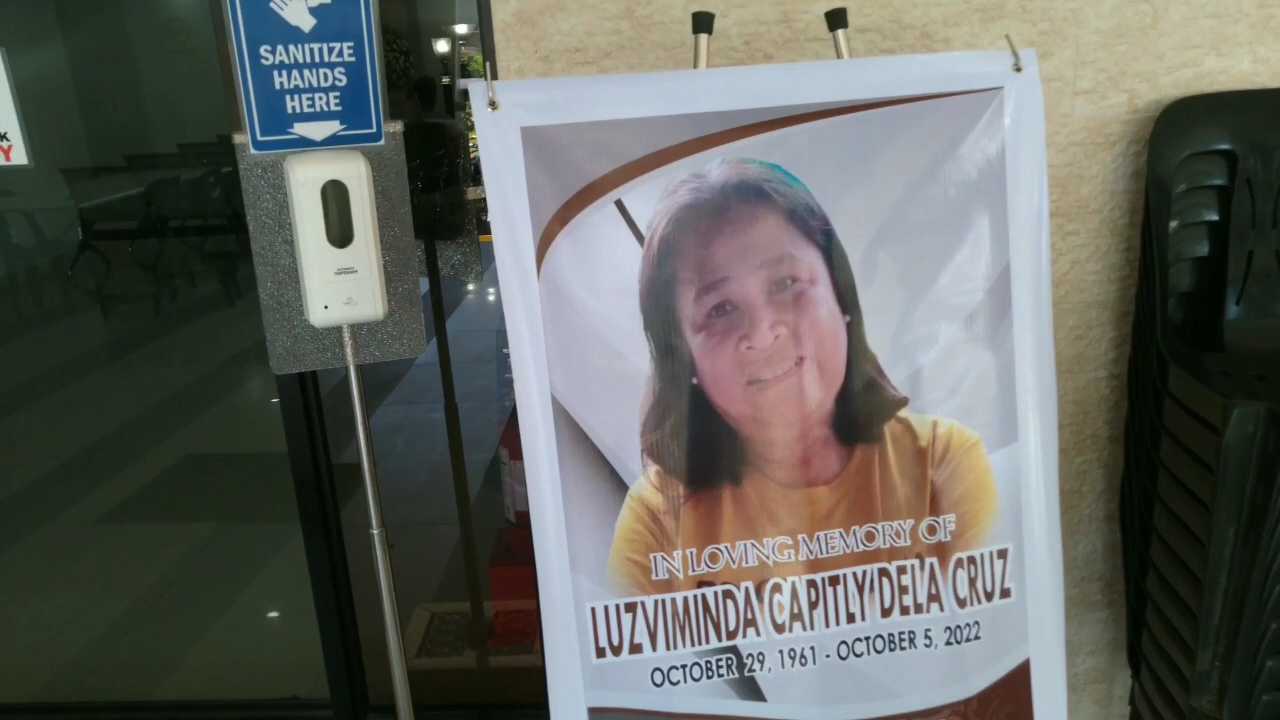 SANITIZE
HANDS
HERE
K
Y
IN LOVING MEMORY OF
LUZVIMINDA CAPITLY DELA CRUZ
OCTOBER 29, 1961 - OCTOBER 5, 2022